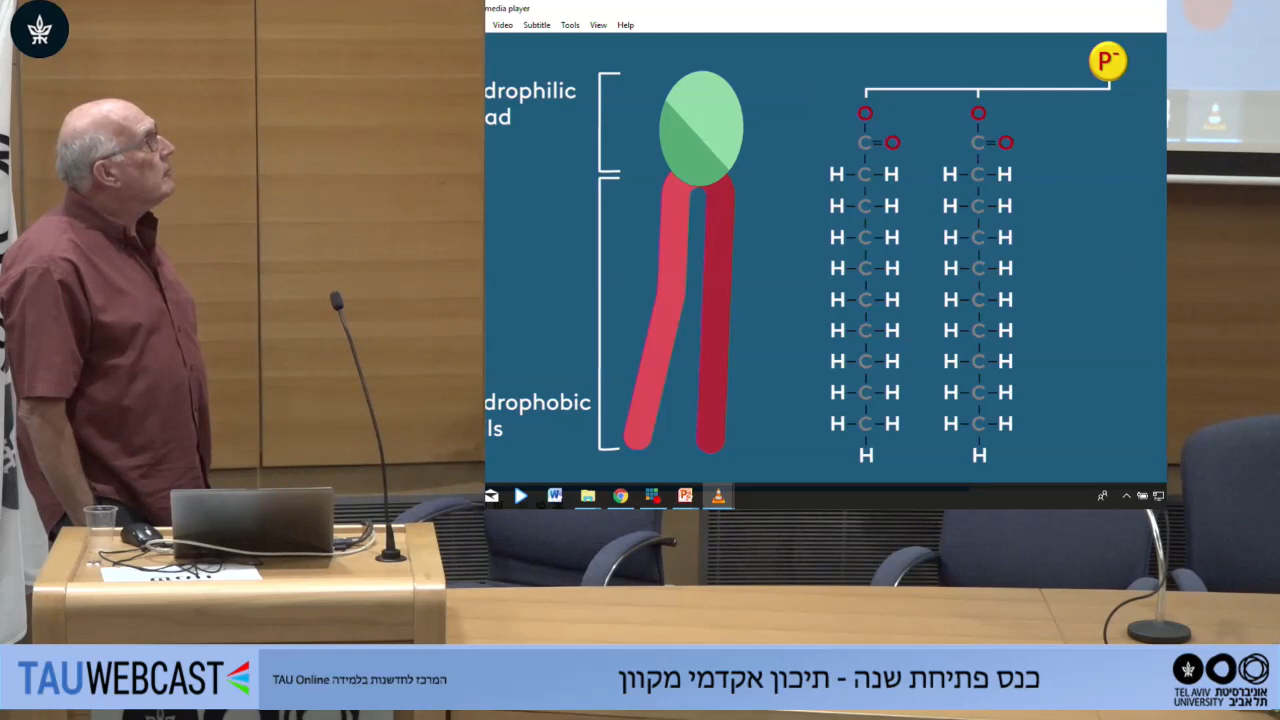 media player
Video Subtitle Tools View Help
drophilic
ad
drophobic
ls
P-
O O
C=O C=O
H-C-H H-C-H
H-C-H H-C-H
H-C-H H-C-H
H-C-H H-C-H
H-C-H H-C-H
H-C-H H-C-H
H-C-H H-C-H
H-C-H H-C-H
H-C-H H-C-H
H H
TAUWEBCAST
המרכז לחדשנות בלמידה TAU Online
כנס פתיחת שנה - תיכון אקדמי מקוון
TEL AVIV אוניברסיטת
UNIVERSITY תל אביב